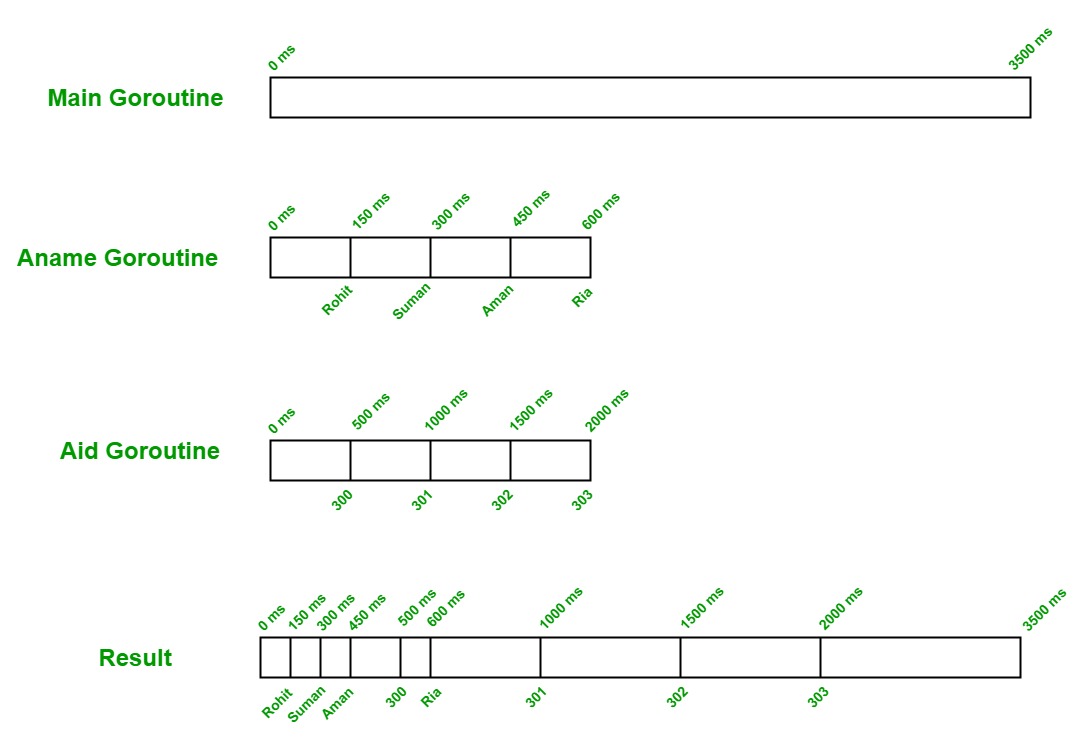 0 ms 3500 ms
Main Goroutine
0 ms 150 ms 300 ms 450 ms 600 ms
Aname Goroutine
Rohit Suman Aman Ria
0 ms 500 ms 1000 ms 1500 ms 2000 ms
Aid Goroutine
300 301 302 303
0 ms 150 ms 300 ms 450 ms 500 ms 600 ms 1000 ms 1500 ms 2000 ms 3500 ms
Result
Rohit Suman Aman 300 Ria 301 302 303